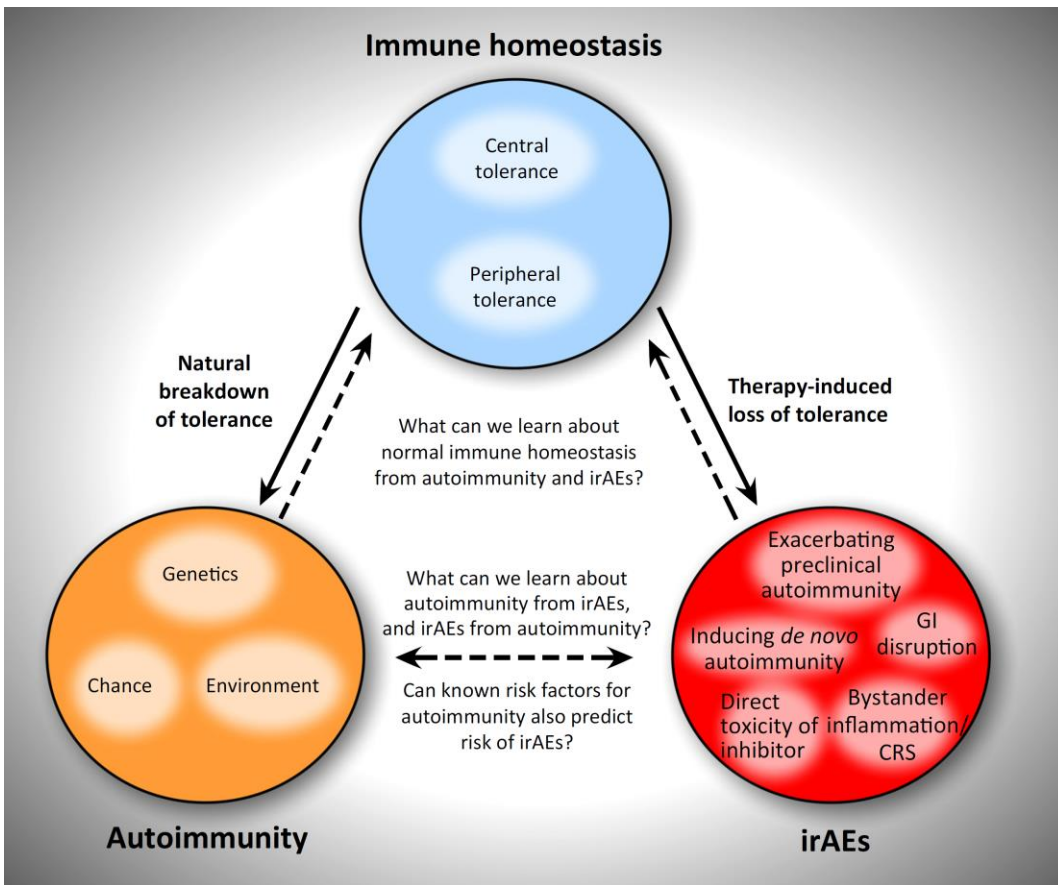 Immune homeostasis
Central
tolerance
Peripheral
tolerance
Natural
breakdown
of tolerance
Therapy-induced
loss of tolerance
What can we learn about
normal immune homeostasis
from autoimmunity and irAEs?
Genetics
Chance
Environment
What can we learn about
autoimmunity from irAEs,
and irAEs from autoimmunity?
Can known risk factors for
autoimmunity also predict
risk of irAEs?
Exacerbating
preclinical
autoimmunity
GI
disruption
Inducing de novo
autoimmunity
Direct
toxicity of
inhibitor
Bystander
inflammation/
CRS
Autoimmunity
irAEs